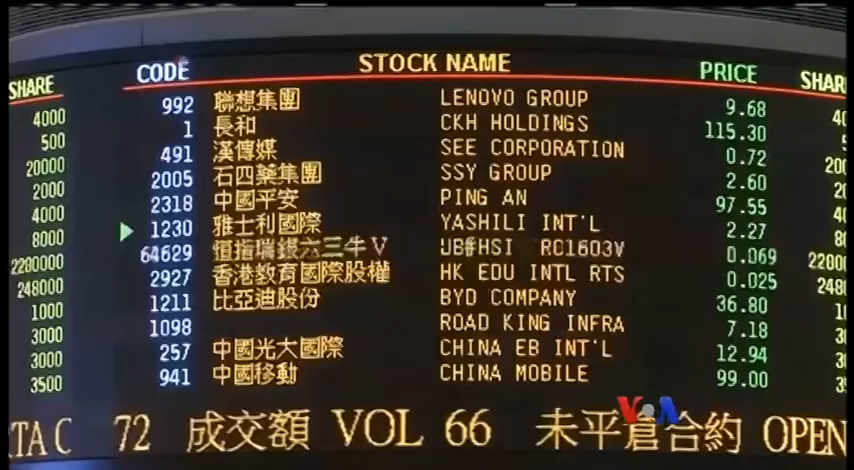 SHARE CODE STOCK NAME PRICE SHAR
4000 992 聯想集團 LENOVO GROUP 9.68
500 1 長和 CKH HOLDINGS 115.30
20000 491 漢傳媒 SEE CORPORATION 0.72
2000 2005 石四藥集團 SSY GROUP 2.60
4000 2318 中國平安 PING AN 97.55
8000 1230 雅士利國際 YASHILI INT'L 2.27
2280000 64629 恒指瑞銀六三牛V UB#HSI RC1603V 0.069
248000 2927 香港教育國際股權 HK EDU INTL RTS 0.025
1000 1211 比亞迪股份 BYD COMPANY 36.80
3000 1098 ROAD KING INFRA 7.18
3000 257 中國光大國際 CHINA EB INT'L 12.94
3500 941 中國移動 CHINA MOBILE 99.00
TA C 72 成交額 VOL 66 未平倉合約 OPEN
VOA